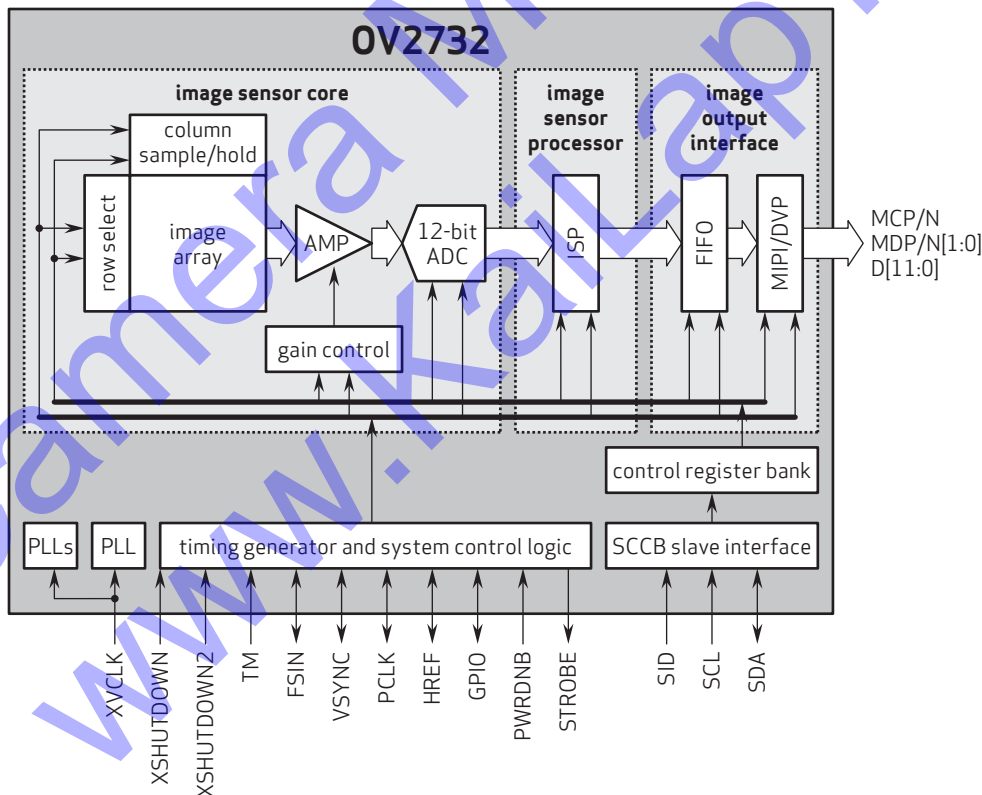 OV2732
image sensor core
image
sensor
processor
image
output
interface
column
sample/hold
row select
image
array
AMP
12-bit
ADC
ISP
FIFO
MIPI/DVP
MCP/N
MDP/N[1:0]
D[11:0]
gain control
control register bank
PLLs
PLL
timing generator and system control logic
SCCB slave interface
XVCLK
XSHUTDOWN
XSHUTDOWN2
TM
FSIN
VSYNC
PCLK
HREF
GPIO
PWRDNB
STROBE
SID
SCL
SDA
amera M
www.KaiLap